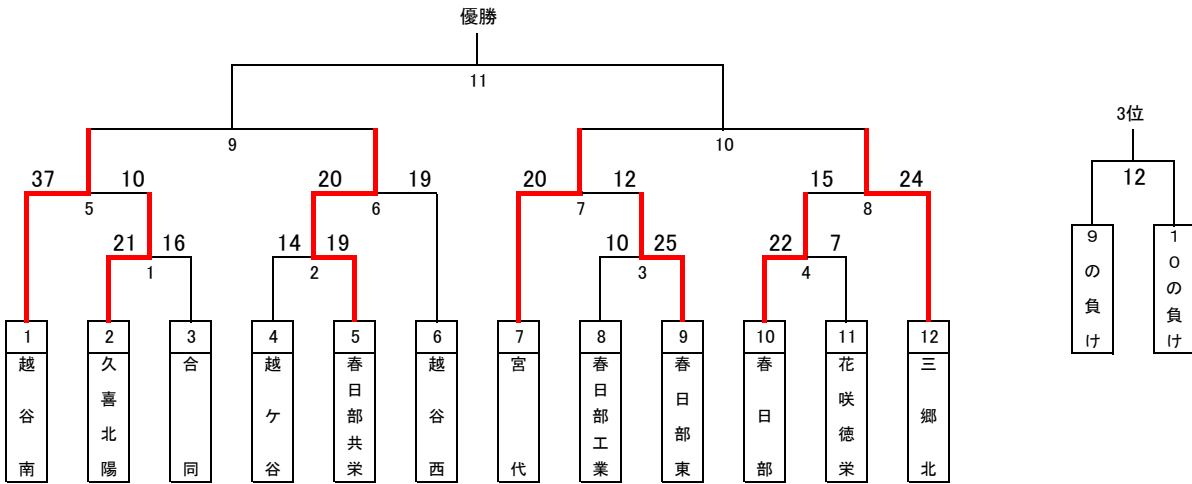 優勝
11
3位
9
10
12
37 10 20 19 20 12 15 24
5 6 7 8
21 16 14 19 10 25 22 7
1 2 3 4
9の負け
10の負け
1 2 3 4 5 6 7 8 9 10 11 12
越谷南
久喜北陽
合同
越ケ谷
春日部共栄
越谷西
宮代
春日部工業
春日部東
春日部
花咲徳栄
三郷北